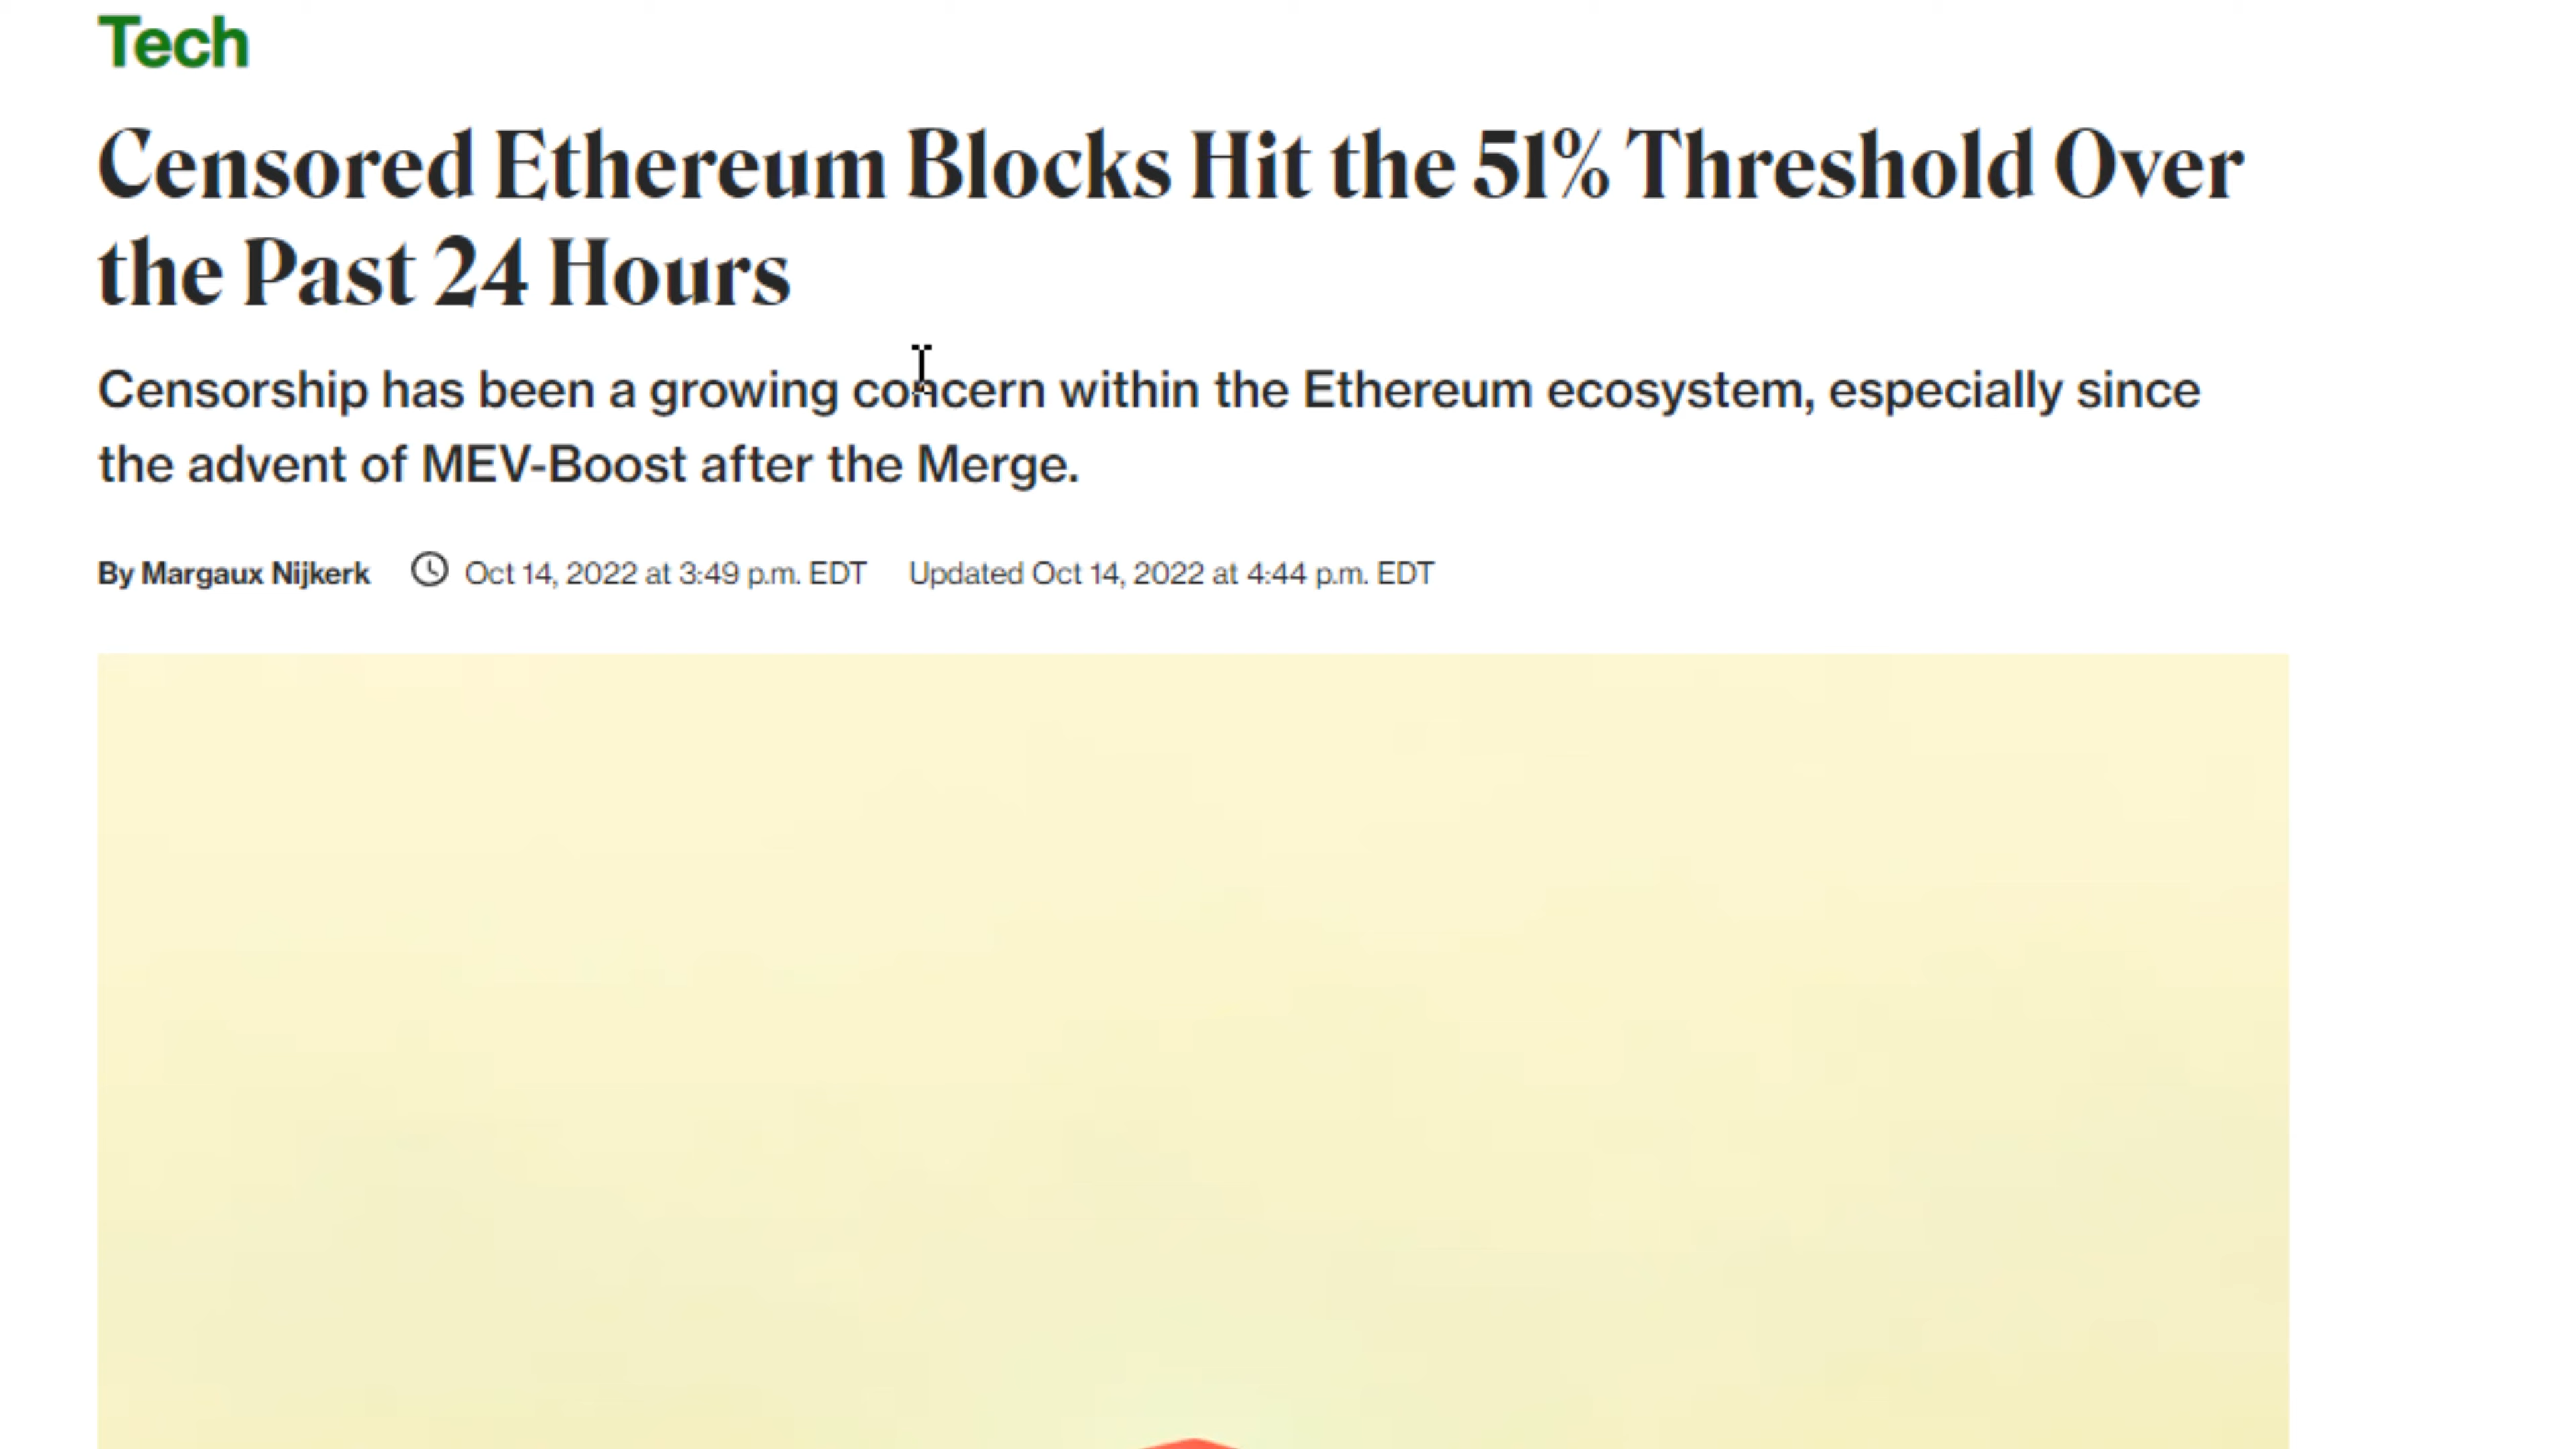 Tech
Censored Ethereum Blocks Hit the 51% Threshold Over
the Past 24 Hours
Censorship has been a growing concern within the Ethereum ecosystem, especially since
the advent of MEV-Boost after the Merge.
By Margaux Nijkerk Oct 14, 2022 at 3:49 p.m. EDT Updated Oct 14, 2022 at 4:44 p.m. EDT